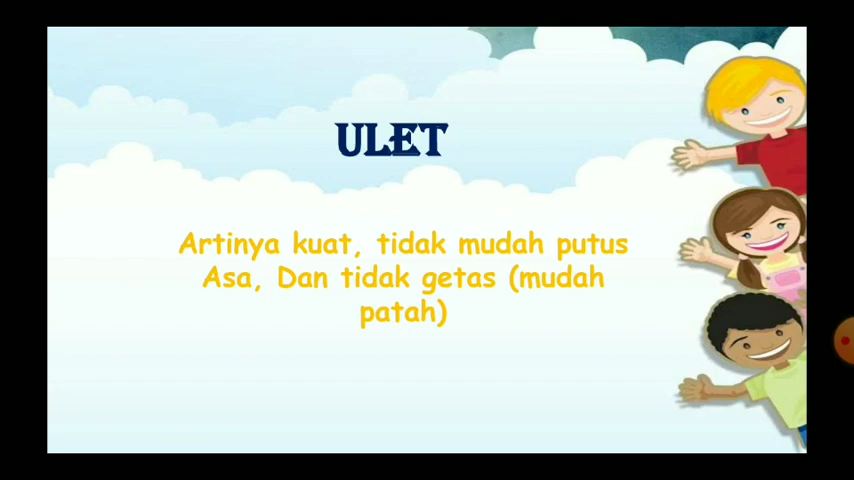 ULET
Artinya kuat, tidak mudah putus
Asa, Dan tidak getas (mudah
patah)